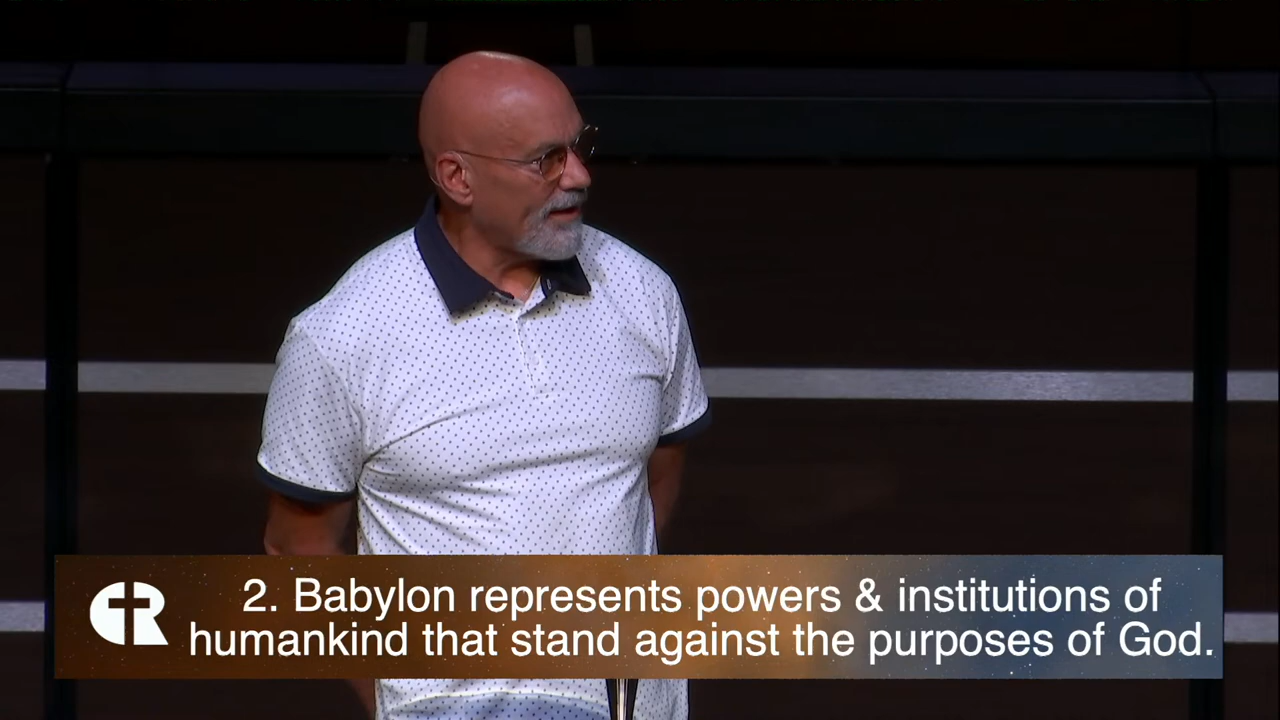 2. Babylon represents powers & institutions of
humankind that stand against the purposes of God.